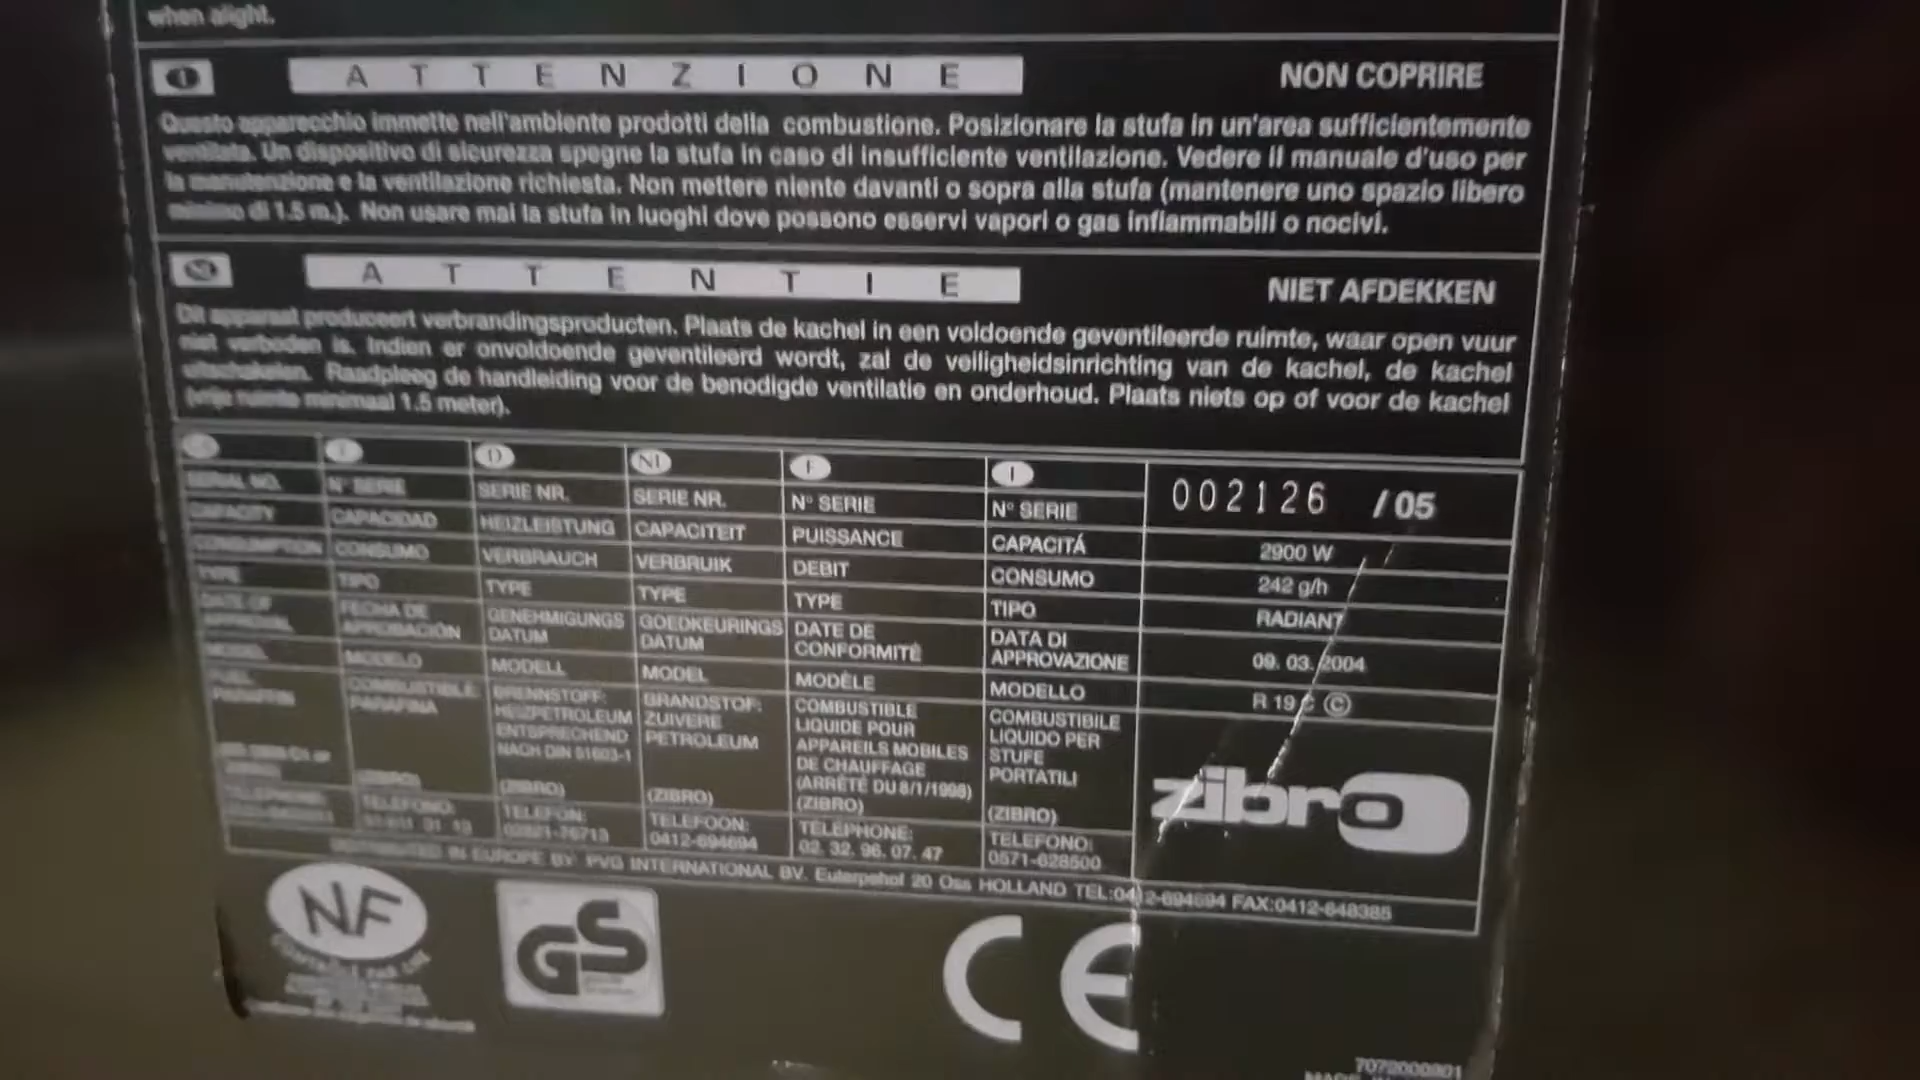 when alight.
I ATTENZIONE NON COPRIRE
Questo apparecchio immette nell'ambiente prodotti della combustione. Posizionare la stufa in un'area sufficientemente
ventilata. Un dispositivo di sicurezza spegne la stufa in caso di insufficiente ventilazione. Vedere il manuale d'uso per
la manutenzione e la ventilazione richiesta. Non mettere niente davanti o sopra alla stufa (mantenere uno spazio libero
minimo di 1.5 m.). Non usare mai la stufa in luoghi dove possono esservi vapori o gas infiammabili o nocivi.
NL ATTENTIE NIET AFDEKKEN
Dit apparaat produceert verbrandingsproducten. Plaats de kachel in een voldoende geventileerde ruimte, waar open vuur
niet verboden is. Indien er onvoldoende geventileerd wordt, zal de veiligheidsinrichting van de kachel, de kachel
uitschakelen. Raadpleeg de handleiding voor de benodigde ventilatie en onderhoud. Plaats niets op of voor de kachel
(vrije ruimte minimaal 1.5 meter).
D NL F I
SERIAL NO. N° SERIE SERIE NR. SERIE NR. N° SERIE N° SERIE 002126 /05
CAPACITY CAPACIDAD HEIZLEISTUNG CAPACITEIT PUISSANCE CAPACITÁ 2900 W
CONSUMPTION CONSUMO VERBRAUCH VERBRUIK DEBIT CONSUMO 242 g/h
TYPE TIPO TYPE TYPE TYPE TIPO RADIANT
DATE OF FECHA DE GENEHMIGUNGS GOEDKEURINGS DATE DE DATA DI
APPROVAL APROBACIÓN DATUM DATUM CONFORMITÉ APPROVAZIONE 09. 03. 2004
MODEL MODELO MODELL MODEL MODÈLE MODELLO R 19 C ©
FUEL COMBUSTIBLE BRENNSTOFF: BRANDSTOF: COMBUSTIBLE COMBUSTIBILE
PARAFFIN PARAFINA HEIZPETROLEUM ZUIVERE LIQUIDE POUR LIQUIDO PER
ENTSPRECHEND PETROLEUM APPAREILS MOBILES STUFE
NACH DIN 51603-1 DE CHAUFFAGE PORTATILI
(ARRÊTÉ DU 8/1/1998)
(ZIBRO) (ZIBRO) (ZIBRO) (ZIBRO) (ZIBRO)
zibro
TELEFONO: TELEFON: TELEFOON: TÉLÉPHONE: TELEFONO:
0412-694694 02. 32. 96. 07. 47 0571-628500
DISTRIBUTED IN EUROPE BY PVG INTERNATIONAL BV. Euterpehof 20 Oss HOLLAND TEL:0412-694694 FAX:0412-648385
NF
GS
CE
7072000901